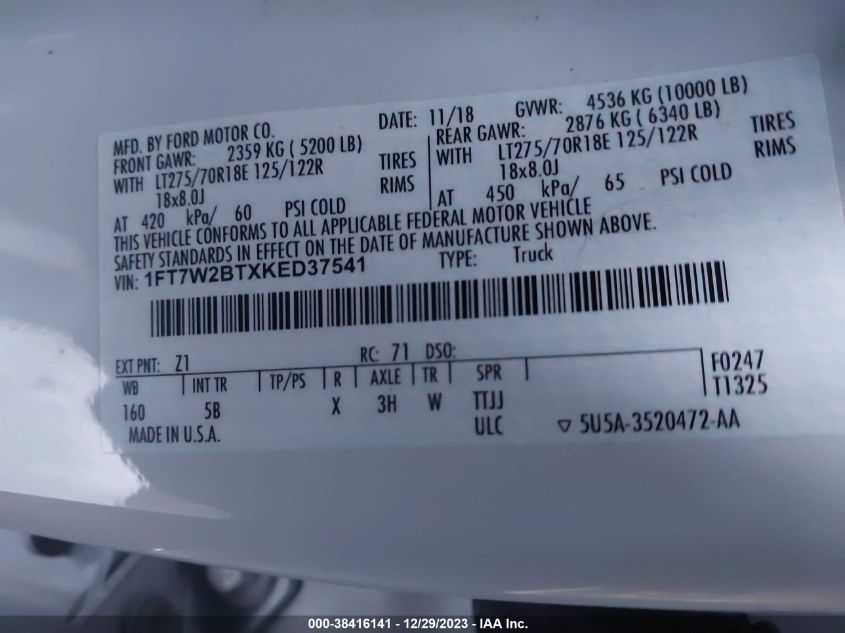 MFD. BY FORD MOTOR CO. DATE: 11/18 GVWR: 4536 KG (10000 LB)
FRONT GAWR: 2359 KG ( 5200 LB) REAR GAWR: 2876 KG ( 6340 LB)
WITH LT275/70R18E 125/122R TIRES WITH LT275/70R18E 125/122R TIRES
18x8.0J RIMS 18x8.0J RIMS
AT 420 kPa/ 60 PSI COLD AT 450 kPa/ 65 PSI COLD
THIS VEHICLE CONFORMS TO ALL APPLICABLE FEDERAL MOTOR VEHICLE
SAFETY STANDARDS IN EFFECT ON THE DATE OF MANUFACTURE SHOWN ABOVE.
VIN: 1FT7W2BTXKED37541 TYPE: Truck
EXT PNT: Z1 RC: 71 DSO:
WB INT TR TP/PS R AXLE TR SPR F0247
160 5B X 3H W TTJJ T1325
MADE IN U.S.A. ULC ▽ 5U5A-3520472-AA
000-38416141 - 12/29/2023 - IAA Inc.